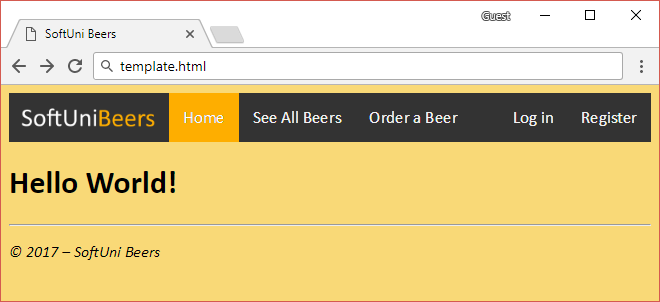 Guest
SoftUni Beers
template.html
SoftUniBeers Home See All Beers Order a Beer Log in Register
Hello World!
© 2017 – SoftUni Beers